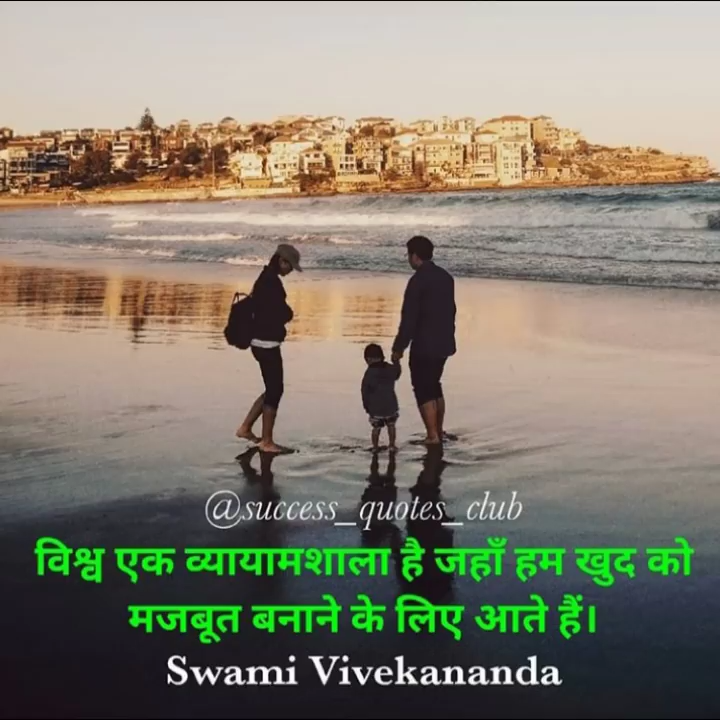 @success_quotes_club
विश्व एक व्यायामशाला है जहाँ हम खुद को
मजबूत बनाने के लिए आते हैं।
Swami Vivekananda